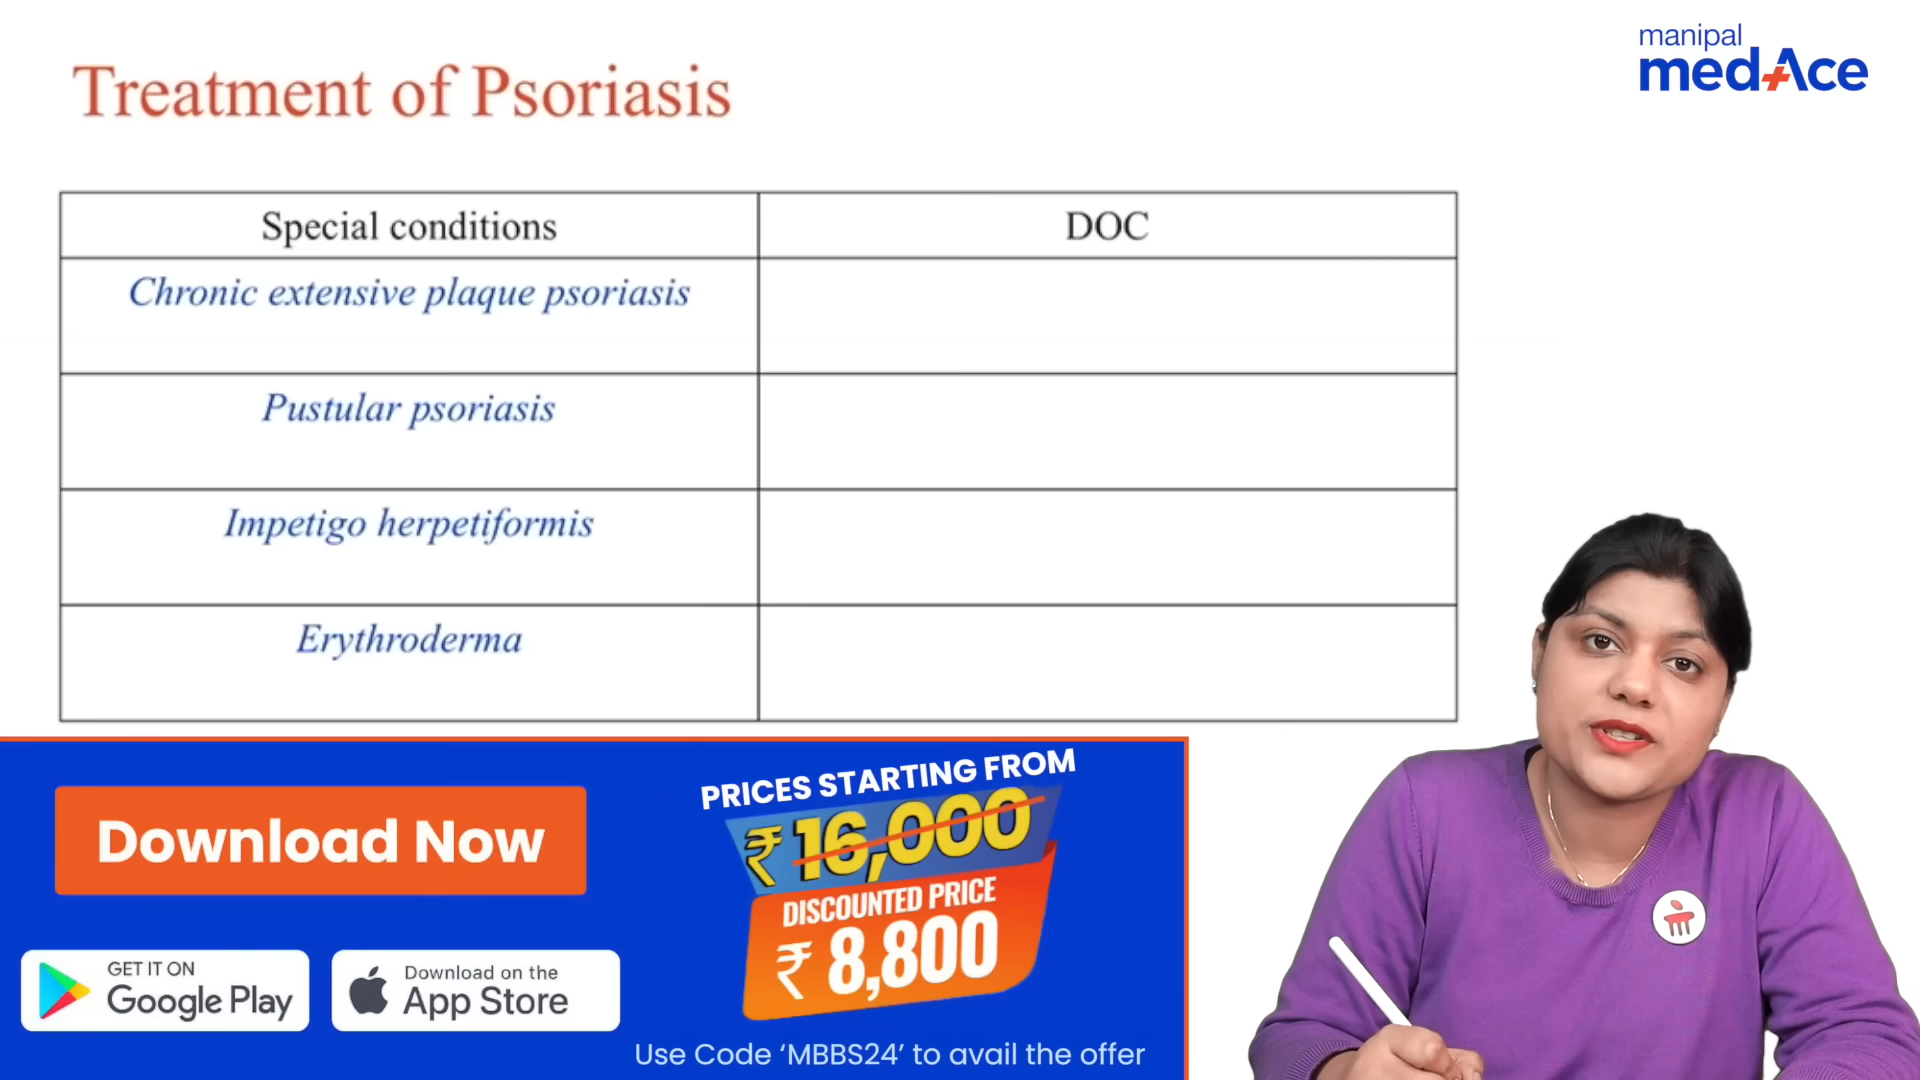 manipal
medAce
Treatment of Psoriasis
Special conditions
DOC
Chronic extensive plaque psoriasis
Pustular psoriasis
Impetigo herpetiformis
Erythroderma
Download Now
GET IT ON
Google Play
Download on the
App Store
PRICES STARTING FROM
₹ 16,000
DISCOUNTED PRICE
₹ 8,800
Use Code ‘MBBS24’ to avail the offer